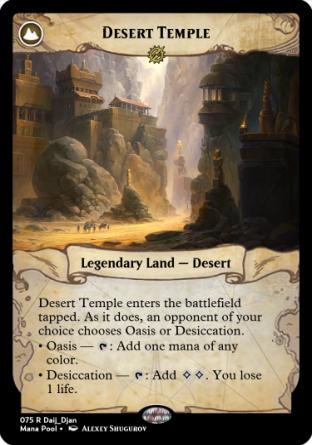 DESERT TEMPLE
Legendary Land — Desert
Desert Temple enters the battlefield
tapped. As it does, an opponent of your
choice chooses Oasis or Desiccation.
• Oasis — : Add one mana of any
color.
• Desiccation — : Add . You lose
1 life.
075 R Daij_Djan
Mana Pool • ALEXEY SHUGUROV